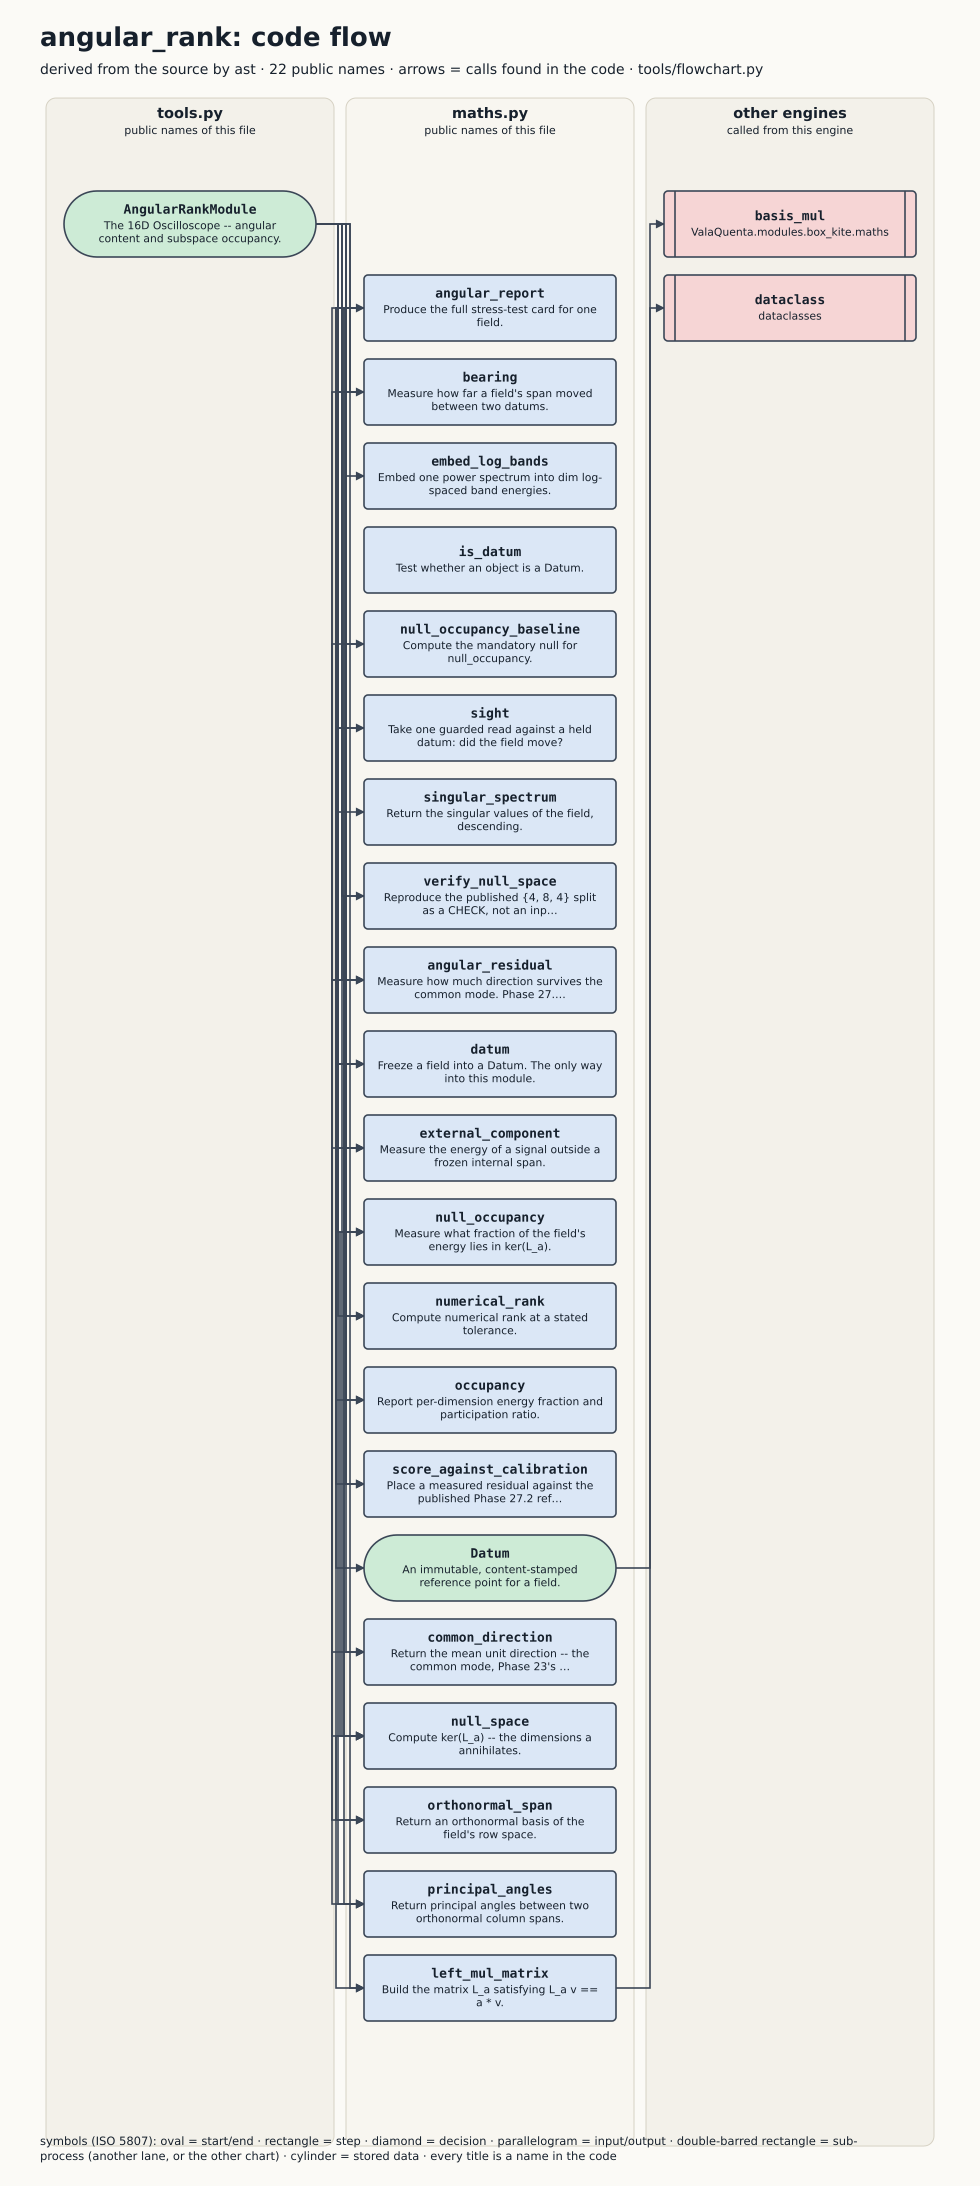 angular_rank: code flow
derived from the source by ast · 22 public names · arrows = calls found in the code · tools/flowchart.py
tools.py
public names of this file
maths.py
public names of this file
other engines
called from this engine
AngularRankModule
The 16D Oscilloscope -- angular
content and subspace occupancy.
basis_mul
ValaQuenta.modules.box_kite.maths
angular_report
Produce the full stress-test card for one
field.
dataclass
dataclasses
bearing
Measure how far a field's span moved
between two datums.
embed_log_bands
Embed one power spectrum into dim log-
spaced band energies.
is_datum
Test whether an object is a Datum.
null_occupancy_baseline
Compute the mandatory null for
null_occupancy.
sight
Take one guarded read against a held
datum: did the field move?
singular_spectrum
Return the singular values of the field,
descending.
verify_null_space
Reproduce the published {4, 8, 4} split
as a CHECK, not an inp…
angular_residual
Measure how much direction survives the
common mode. Phase 27.…
datum
Freeze a field into a Datum. The only way
into this module.
external_component
Measure the energy of a signal outside a
frozen internal span.
null_occupancy
Measure what fraction of the field's
energy lies in ker(L_a).
numerical_rank
Compute numerical rank at a stated
tolerance.
occupancy
Report per-dimension energy fraction and
participation ratio.
score_against_calibration
Place a measured residual against the
published Phase 27.2 ref…
Datum
An immutable, content-stamped
reference point for a field.
common_direction
Return the mean unit direction -- the
common mode, Phase 23's …
null_space
Compute ker(L_a) -- the dimensions a
annihilates.
orthonormal_span
Return an orthonormal basis of the
field's row space.
principal_angles
Return principal angles between two
orthonormal column spans.
left_mul_matrix
Build the matrix L_a satisfying L_a v ==
a * v.
symbols (ISO 5807): oval = start/end · rectangle = step · diamond = decision · parallelogram = input/output · double-barred rectangle = sub-
process (another lane, or the other chart) · cylinder = stored data · every title is a name in the code